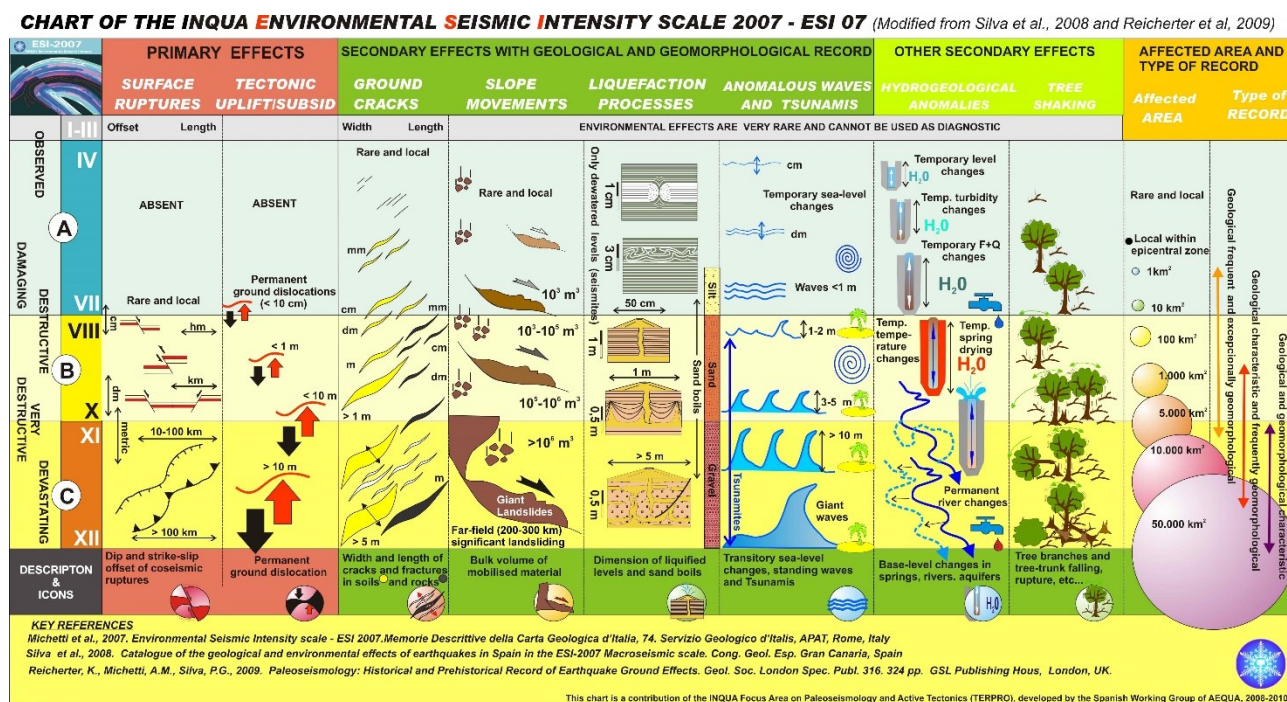 CHART OF THE INQUA ENVIRONMENTAL SEISMIC INTENSITY SCALE 2007 - ESI 07 (Modified from Silva et al., 2008 and Reicherter et al, 2009)
ESI-2007
PRIMARY EFFECTS
SECONDARY EFFECTS WITH GEOLOGICAL AND GEOMORPHOLOGICAL RECORD
OTHER SECONDARY EFFECTS
AFFECTED AREA AND
TYPE OF RECORD
SURFACE
RUPTURES
TECTONIC
UPLIFT/SUBSID
GROUND
CRACKS
SLOPE
MOVEMENTS
LIQUEFACTION
PROCESSES
ANOMALOUS WAVES
AND TSUNAMIS
HYDROGEOLOGICAL
ANOMALIES
TREE
SHAKING
Affected
AREA
Type of
RECORD
I-III
Offset Length
Width Length
ENVIRONMENTAL EFFECTS ARE VERY RARE AND CANNOT BE USED AS DIAGNOSTIC
OBSERVED
DAMAGING
DESTRUCTIVE
VERY
DESTRUCTIVE
DEVASTATING
A
B
C
IV
VII
VIII
X
XI
XII
ABSENT
Rare and local
cm
hm
dm
km
metric
10-100 km
> 100 km
ABSENT
Permanent
ground dislocations
(< 10 cm)
< 1 m
< 10 m
> 10 m
Rare and local
mm
cm
mm
dm
cm
m
dm
> 1 m
m
> 5 m
Rare and local
10³ m³
10³-10⁵ m³
10⁵-10⁶ m³
>10⁶ m³
Giant
Landslides
Far-field (200-300 km)
significant landsliding
Only dewatered levels (seismites)
1 cm
3 cm
50 cm
1 m
1 m
0.5 m
> 5 m
0.5 m
Sand boils
Silt
Sand
Gravel
cm
Temporary sea-level
changes
dm
Waves <1 m
1-2 m
3-5 m
> 10 m
Giant
waves
Tsunamites
Temporary level
changes
H₂0
Temp. turbidity
changes
H₂0
Temporary F+Q
changes
H₂0
Temp.
tempe-
rature
changes
Temp.
spring
drying
H₂0
Permanent
river changes
Rare and local
Local within
epicentral zone
1km²
10 km²
100 km²
1.000 km²
5.000 km²
10.000 km²
50.000 km²
Geological frequent and excepcionally geomorphological
Geological characteristic and frequently geomorphological
Geological and geomorphological characteristic
DESCRIPTON
&
ICONS
Dip and strike-slip
offset of coseismic
ruptures
Permanent
ground dislocation
Width and length of
cracks and fractures
in soils and rocks
Bulk volume of
mobilised material
Dimension of liquified
levels and sand boils
Transitory sea-level
changes, standing waves
and Tsunamis
Base-level changes in
springs, rivers. aquifers
H₂0
Tree branches and
tree-trunk falling,
rupture, etc...
KEY REFERENCES
Michetti et al., 2007. Environmental Seismic Intensity scale - ESI 2007.Memorie Descrittive della Carta Geologica d'Italia, 74. Servizio Geologico d'Italis, APAT, Rome, Italy
Silva et al., 2008. Catalogue of the geological and environmental effects of earthquakes in Spain in the ESI-2007 Macroseismic scale. Cong. Geol. Esp. Gran Canaria, Spain
Reicherter, K., Michetti, A.M., Silva, P.G., 2009. Paleoseismology: Historical and Prehistorical Record of Earthquake Ground Effects. Geol. Soc. London Spec. Publ. 316. 324 pp. GSL Publishing Hous, London, UK.
This chart is a contribution of the INQUA Focus Area on Paleoseismology and Active Tectonics (TERPRO), developed by the Spanish Working Group of AEQUA, 2008-2010